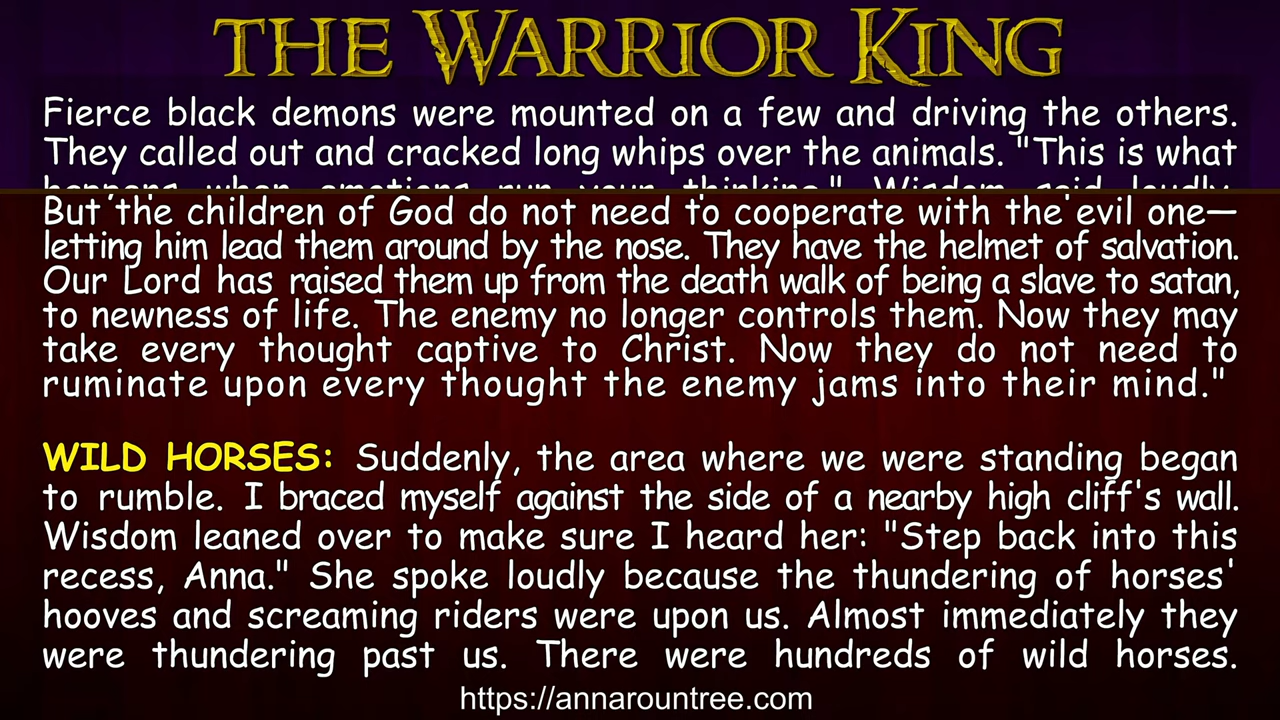 THE WARRIOR KING
Fierce black demons were mounted on a few and driving the others.
They called out and cracked long whips over the animals. "This is what
happens when emotions run your thinking," Wisdom said loudly.
But the children of God do not need to cooperate with the evil one—
letting him lead them around by the nose. They have the helmet of salvation.
Our Lord has raised them up from the death walk of being a slave to satan,
to newness of life. The enemy no longer controls them. Now they may
take every thought captive to Christ. Now they do not need to
ruminate upon every thought the enemy jams into their mind."
WILD HORSES: Suddenly, the area where we were standing began
to rumble. I braced myself against the side of a nearby high cliff's wall.
Wisdom leaned over to make sure I heard her: "Step back into this
recess, Anna." She spoke loudly because the thundering of horses'
hooves and screaming riders were upon us. Almost immediately they
were thundering past us. There were hundreds of wild horses.
https://annarountree.com